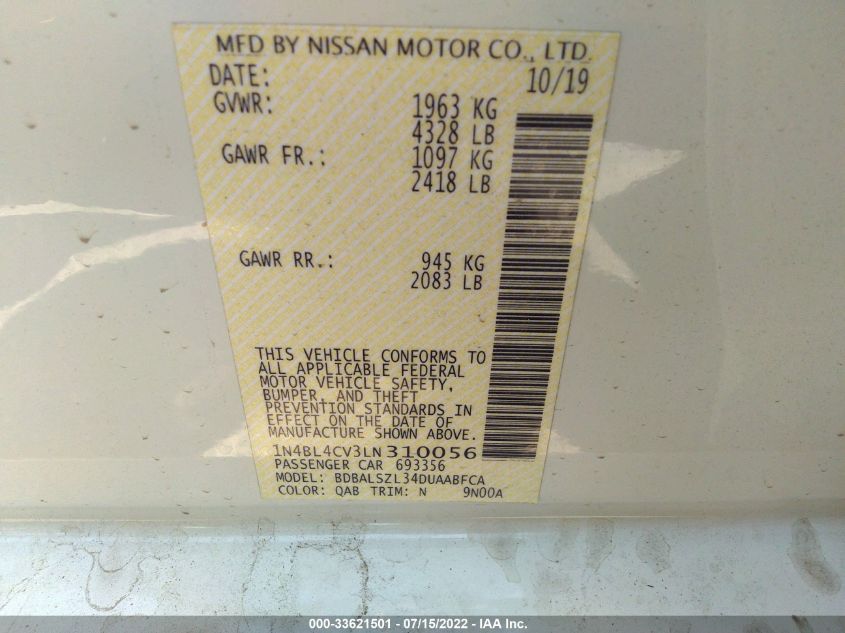 MFD BY NISSAN MOTOR CO., LTD.
DATE: 10/19
GVWR: 1963 KG
4328 LB
GAWR FR.: 1097 KG
2418 LB
GAWR RR.: 945 KG
2083 LB
THIS VEHICLE CONFORMS TO
ALL APPLICABLE FEDERAL
MOTOR VEHICLE SAFETY,
BUMPER, AND THEFT
PREVENTION STANDARDS IN
EFFECT ON THE DATE OF
MANUFACTURE SHOWN ABOVE.
1N4BL4CV3LN310056
PASSENGER CAR 693356
MODEL: BDBALSZL34DUAABFCA
COLOR: QAB TRIM: N 9N00A
000-33621501 - 07/15/2022 - IAA Inc.